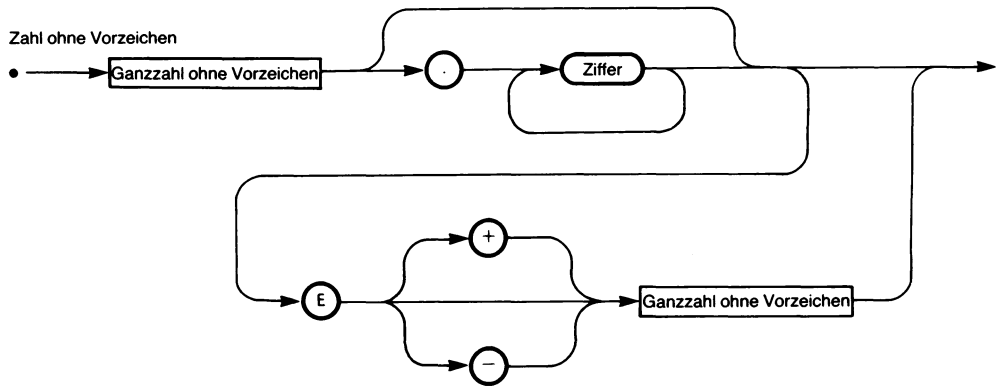 Zahl ohne Vorzeichen
Ganzzahl ohne Vorzeichen
.
Ziffer
+
E
Ganzzahl ohne Vorzeichen
−